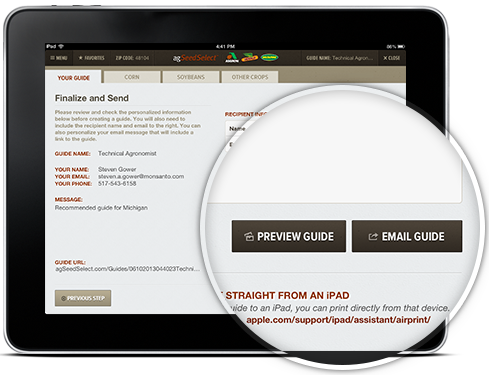 iPad
4:41 PM
86%
MENU
FAVORITES
ZIP CODE: 48104
agSeedSelect
GUIDE NAME: Technical Agron...
CLOSE
YOUR GUIDE
CORN
SOYBEANS
OTHER CROPS
Finalize and Send
Please review and check the personalized information
below before creating a guide. You will also need to
include the recipient name and email to the right. You can
also personalize your email message that will include a
link to the guide.
GUIDE NAME: Technical Agronomist
YOUR NAME: Steven Gower
YOUR EMAIL: steven.a.gower@monsanto.com
YOUR PHONE: 517-543-6158
MESSAGE:
Recommended guide for Michigan
GUIDE URL:
agSeedSelect.com/Guides/06102013044023Techni...
PREVIOUS STEP
RECIPIENT INF
Name
PREVIEW GUIDE
EMAIL GUIDE
STRAIGHT FROM AN iPAD
guide to an iPad, you can print directly from that device.
apple.com/support/ipad/assistant/airprint/